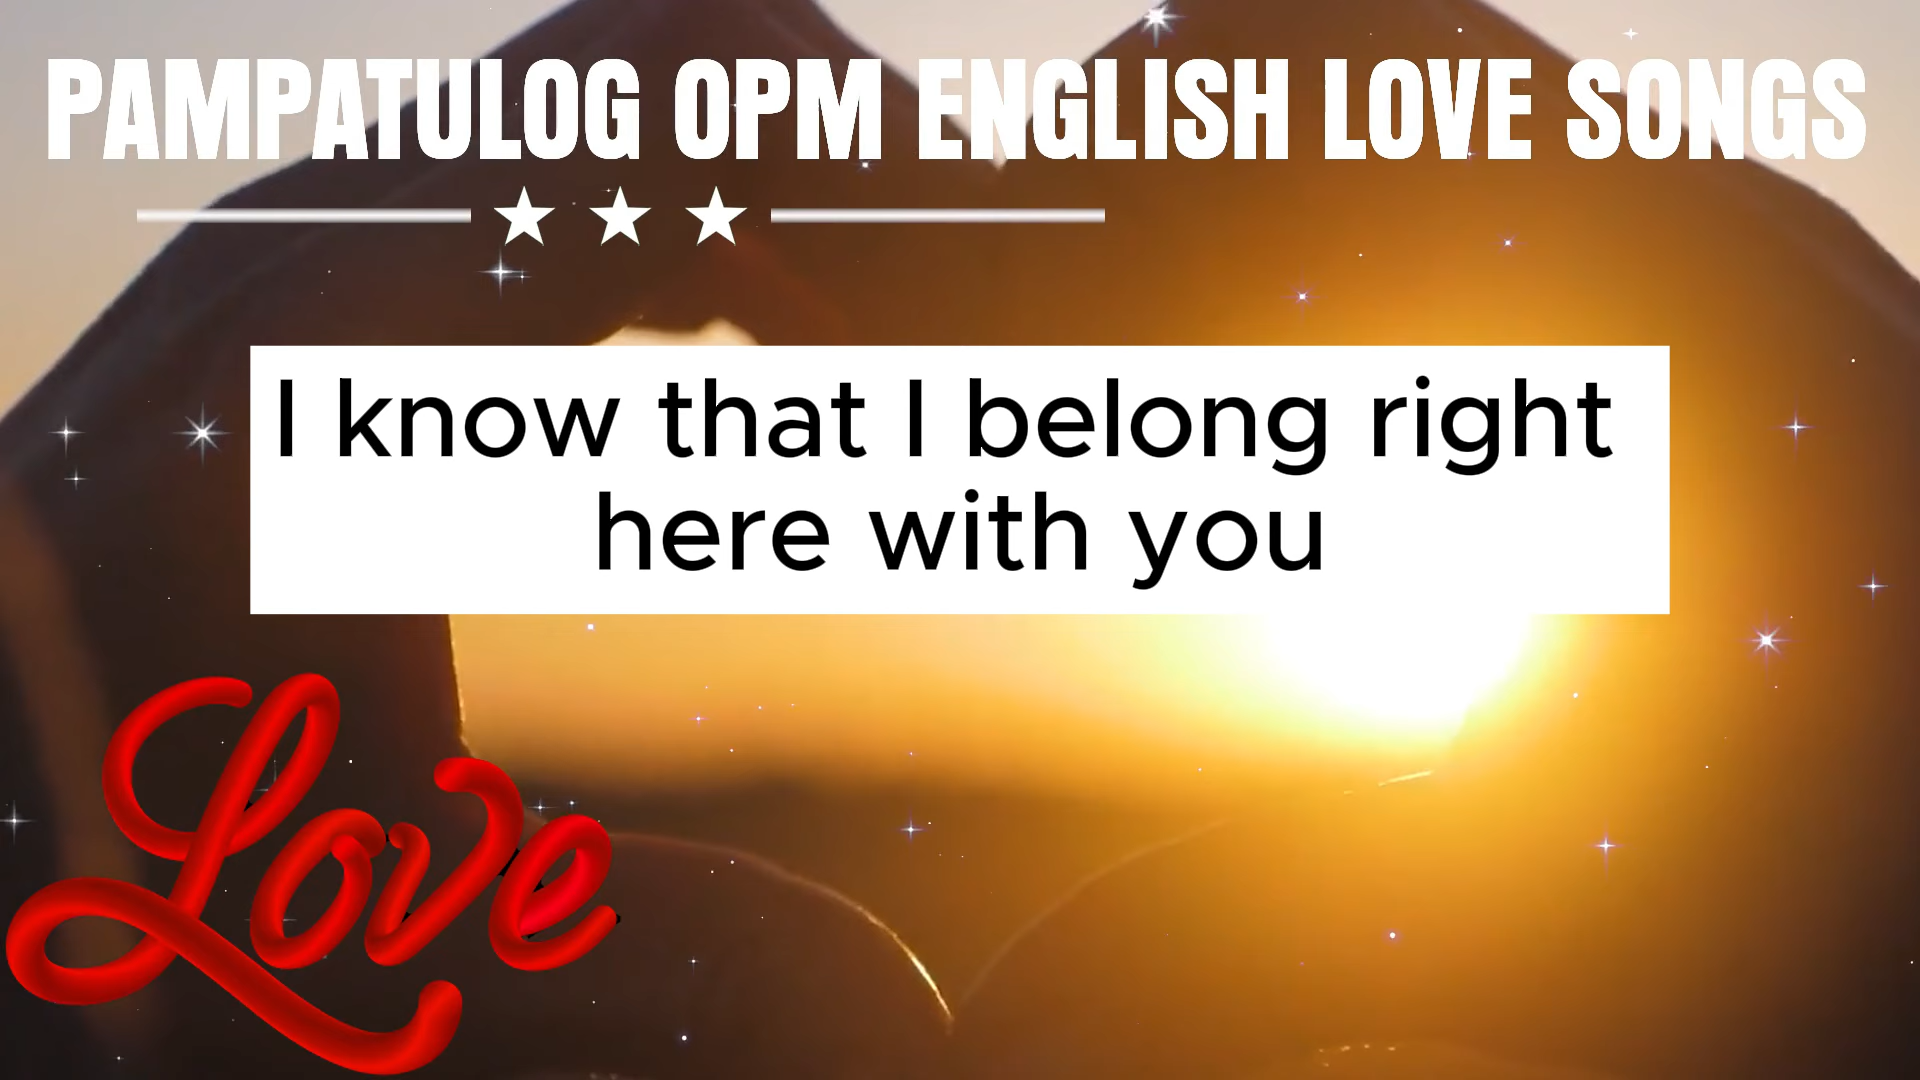 PAMPATULOG OPM ENGLISH LOVE SONGS
I know that I belong right
here with you
Love